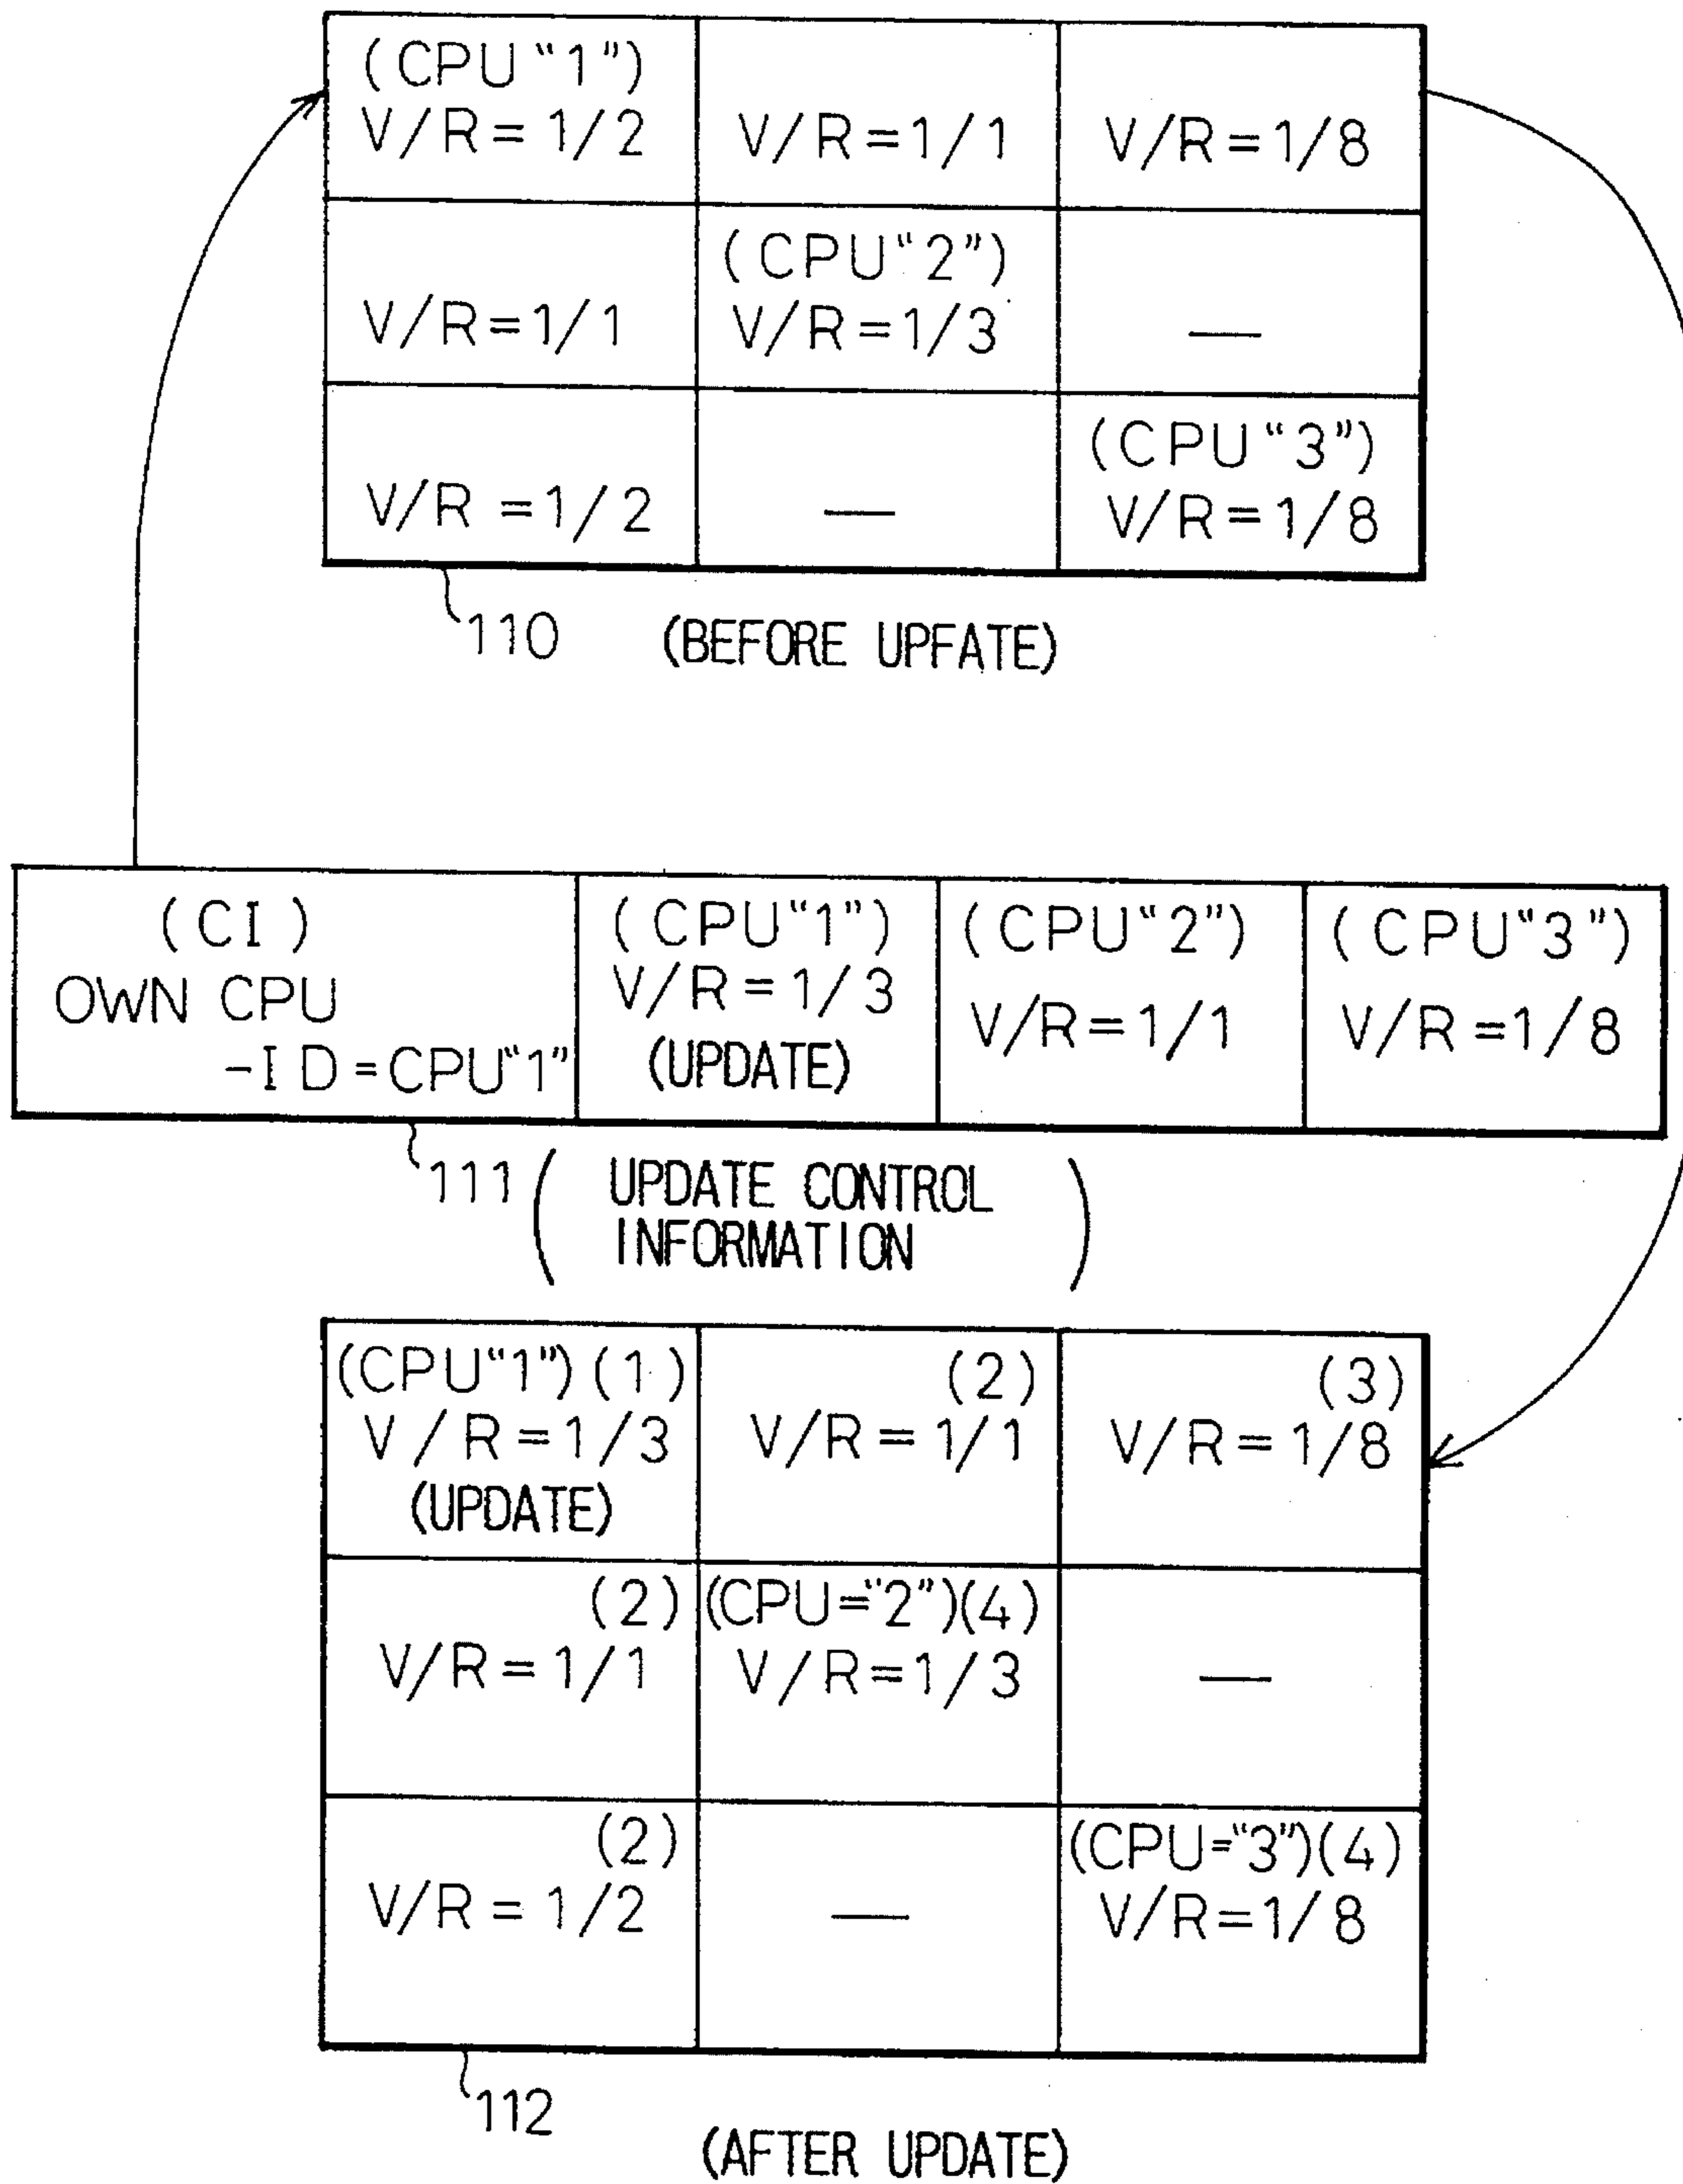 (CPU "1")
V/R = 1/2
V/R = 1/1
V/R = 1/8
V/R = 1/1
(CPU "2")
V/R = 1/3
—
V/R = 1/2
—
(CPU "3")
V/R = 1/8
110
(BEFORE UPFATE)
(CI)
OWN CPU
-ID = CPU"1"
(CPU "1")
V/R = 1/3
(UPDATE)
(CPU "2")
V/R = 1/1
(CPU "3")
V/R = 1/8
111
( UPDATE CONTROL
INFORMATION )
(CPU"1") (1)
V/R = 1/3
(UPDATE)
(2)
V/R = 1/1
(3)
V/R = 1/8
(2)
V/R = 1/1
(CPU="2")(4)
V/R = 1/3
—
(2)
V/R = 1/2
—
(CPU="3")(4)
V/R = 1/8
112
(AFTER UPDATE)